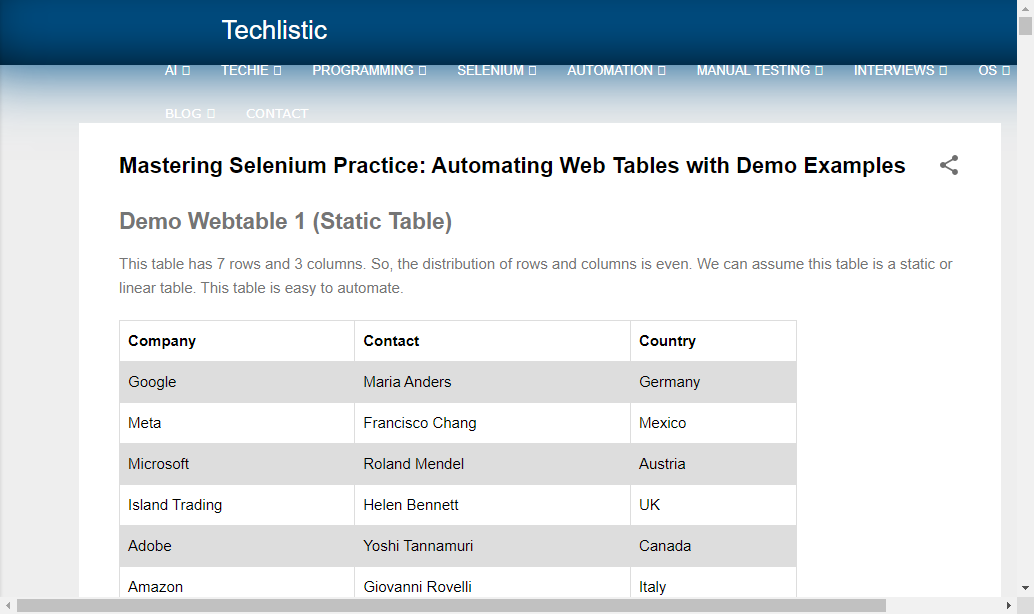 Techlistic
AI TECHIE PROGRAMMING SELENIUM AUTOMATION MANUAL TESTING INTERVIEWS OS
BLOG CONTACT
Mastering Selenium Practice: Automating Web Tables with Demo Examples
Demo Webtable 1 (Static Table)
This table has 7 rows and 3 columns. So, the distribution of rows and columns is even. We can assume this table is a static or
linear table. This table is easy to automate.
Company Contact Country
Google Maria Anders Germany
Meta Francisco Chang Mexico
Microsoft Roland Mendel Austria
Island Trading Helen Bennett UK
Adobe Yoshi Tannamuri Canada
Amazon Giovanni Rovelli Italy